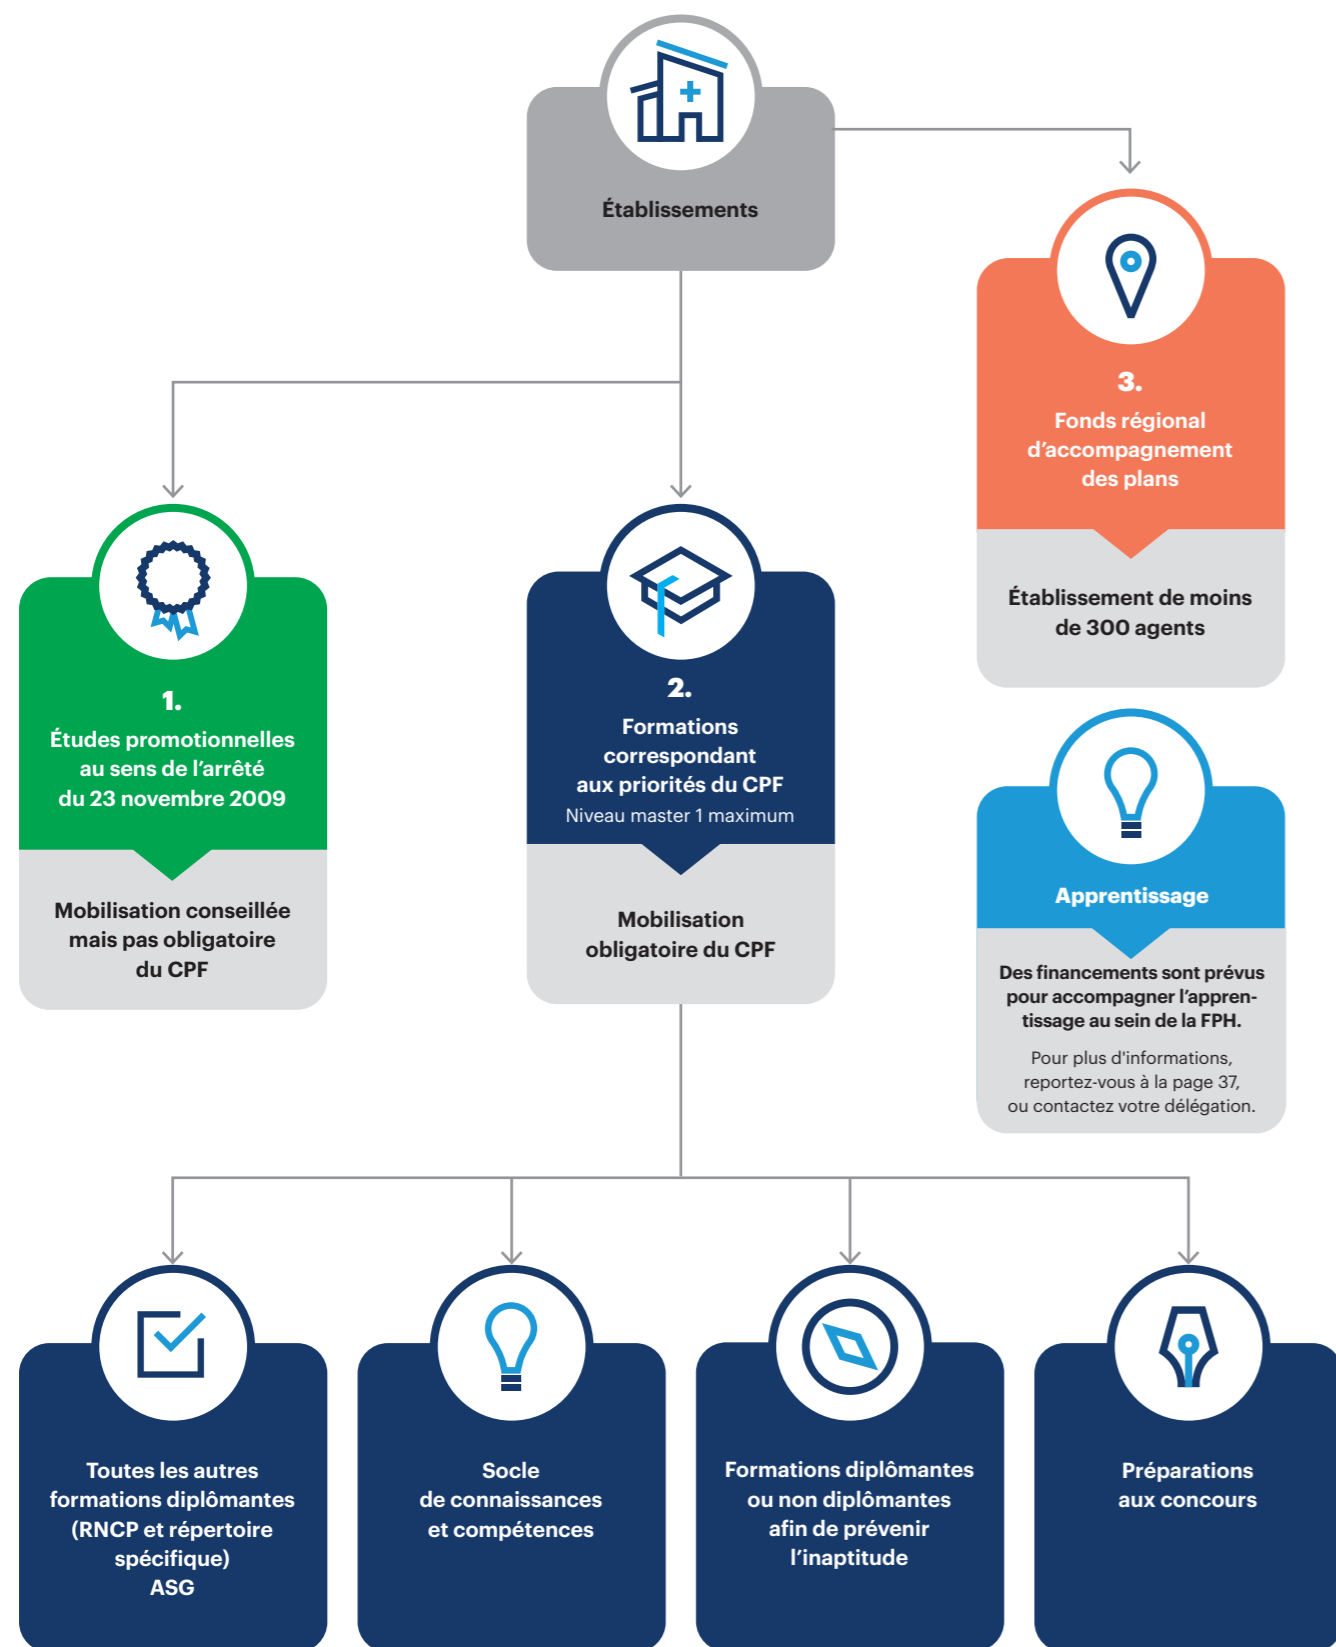 Établissements
3.
Fonds régional
d’accompagnement
des plans
Établissement de moins
de 300 agents
1.
Études promotionnelles
au sens de l’arrêté
du 23 novembre 2009
Mobilisation conseillée
mais pas obligatoire
du CPF
2.
Formations
correspondant
aux priorités du CPF
Niveau master 1 maximum
Mobilisation
obligatoire du CPF
Apprentissage
Des financements sont prévus
pour accompagner l’appren-
tissage au sein de la FPH.
Pour plus d'informations,
reportez-vous à la page 37,
ou contactez votre délégation.
Toutes les autres
formations diplômantes
(RNCP et répertoire
spécifique)
ASG
Socle
de connaissances
et compétences
Formations diplômantes
ou non diplômantes
afin de prévenir
l’inaptitude
Préparations
aux concours